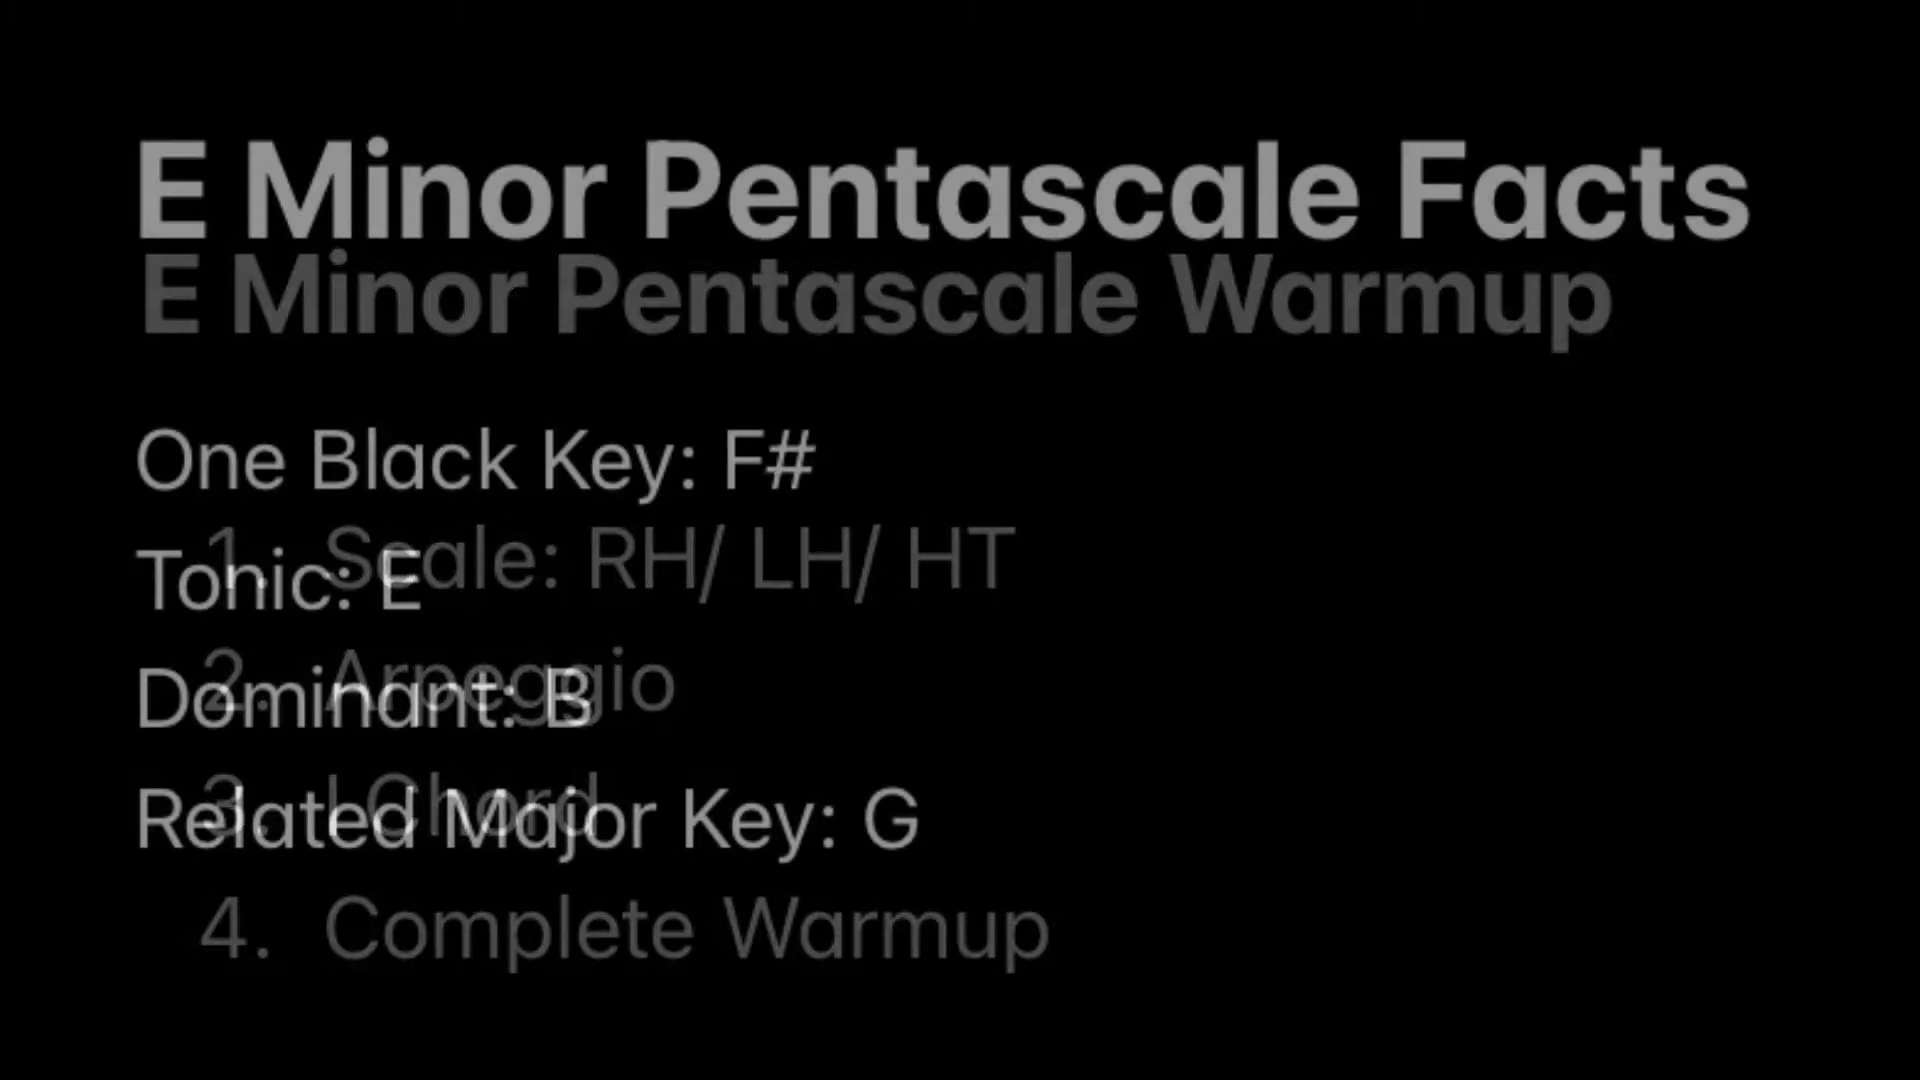 E Minor Pentascale Facts
E Minor Pentascale Warmup
One Black Key: F#
1. Scale: RH/ LH/ HT
Tonic: E
2. Arpeggio
Dominant: B
3. I Chord
Related Major Key: G
4. Complete Warmup